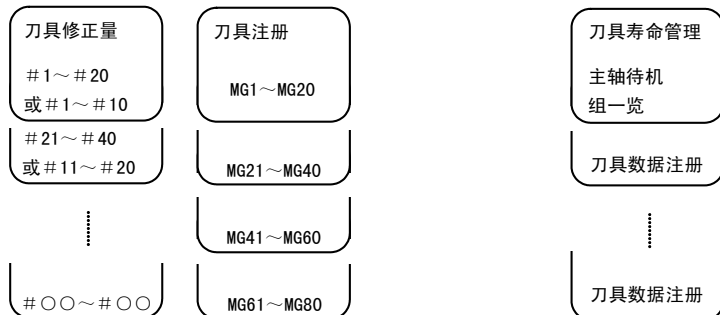 刀具修正量
＃1～＃20
或＃1～＃10
＃21～＃40
或＃11～＃20
＃○○～＃○○
刀具注册
MG1～MG20
MG21～MG40
MG41～MG60
MG61～MG80
刀具寿命管理
主轴待机
组一览
刀具数据注册
刀具数据注册